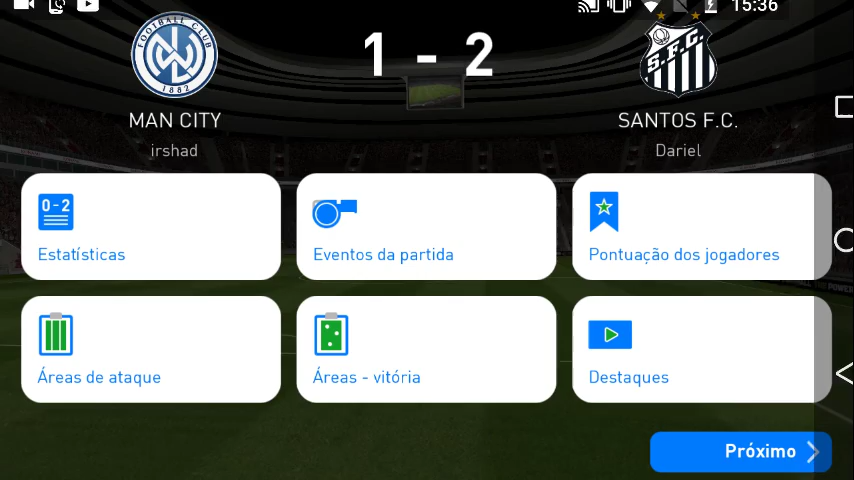 15:36
FOOTBALL CLUB
1882
S.F.C.
1 - 2
MAN CITY
SANTOS F.C.
irshad
Dariel
0-2
Estatísticas
Eventos da partida
Pontuação dos jogadores
Áreas de ataque
Áreas - vitória
Destaques
Próximo